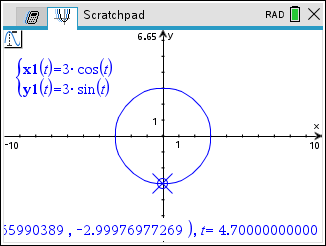 Scratchpad RAD
6.65 y
x1(t)=3· cos(t)
y1(t)=3· sin(t)
1
x
-10 1 10
65990389 , -2.99976977269 ), t= 4.70000000000